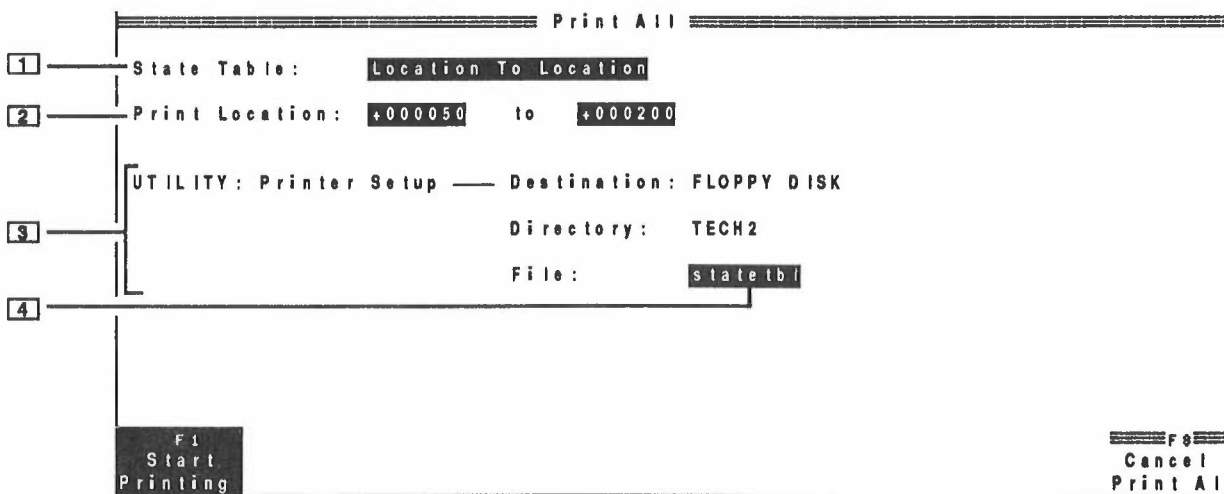 Print All
1 State Table: Location To Location
2 Print Location: +000050 to +000200
UTILITY: Printer Setup — Destination: FLOPPY DISK
3 Directory: TECH2
File: statetbl
4
F1
Start
Printing
F8
Cancel
Print Al